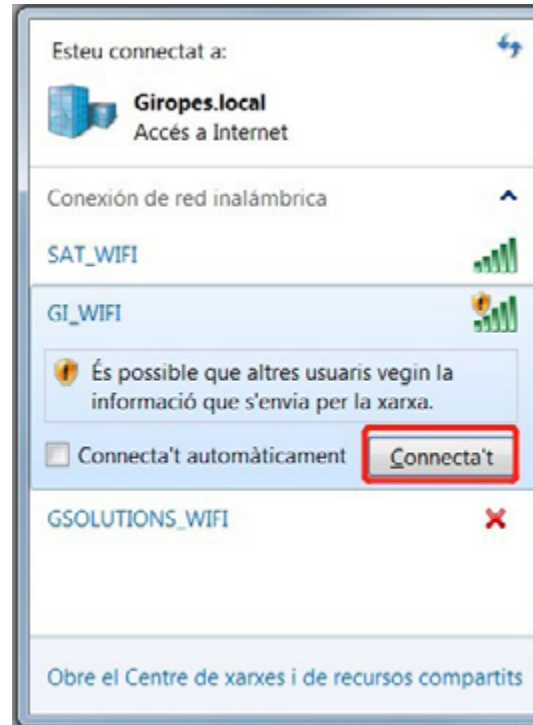 Esteu connectat a:
Giropes.local
Accés a Internet
Conexión de red inalámbrica
SAT_WIFI
GI_WIFI
És possible que altres usuaris vegin la
informació que s'envia per la xarxa.
Connecta't automàticament
Connecta't
GSOLUTIONS_WIFI
Obre el Centre de xarxes i de recursos compartits